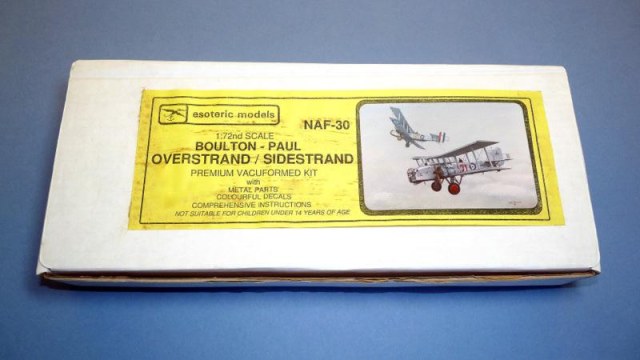 esoteric models
NAF-30
1:72nd SCALE
BOULTON - PAUL
OVERSTRAND / SIDESTRAND
PREMIUM VACUFORMED KIT
with
METAL PARTS
COLOURFUL DECALS
COMPREHENSIVE INSTRUCTIONS
NOT SUITABLE FOR CHILDREN UNDER 14 YEARS OF AGE